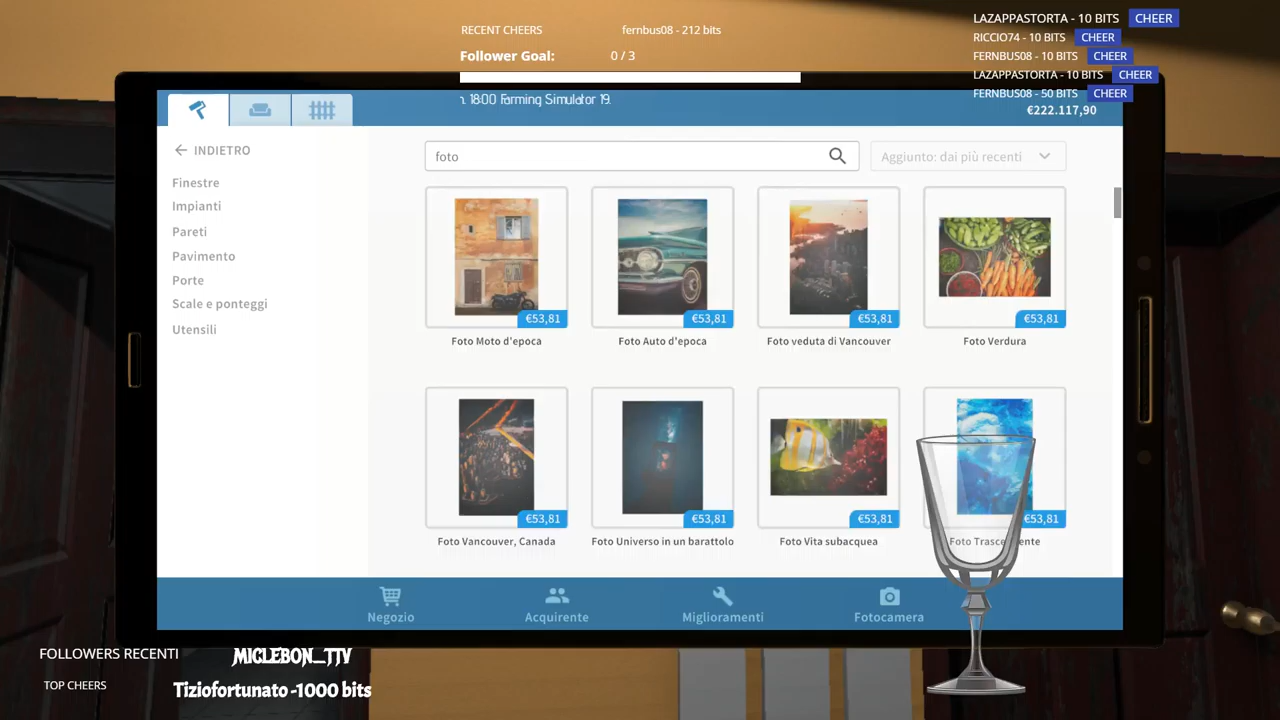 RECENT CHEERS
fernbus08 - 212 bits
Follower Goal:
0 / 3
n. 18:00 Farming Simulator 19.
LAZAPPASTORTA - 10 BITS CHEER
RICCIO74 - 10 BITS CHEER
FERNBUS08 - 10 BITS CHEER
LAZAPPASTORTA - 10 BITS CHEER
FERNBUS08 - 50 BITS CHEER
€222.117,90
INDIETRO
Finestre
Impianti
Pareti
Pavimento
Porte
Scale e ponteggi
Utensili
foto
Aggiunto: dai più recenti
€53,81
€53,81
€53,81
€53,81
Foto Moto d'epoca
Foto Auto d'epoca
Foto veduta di Vancouver
Foto Verdura
€53,81
€53,81
€53,81
€53,81
Foto Vancouver, Canada
Foto Universo in un barattolo
Foto Vita subacquea
Foto
Negozio
Acquirente
Miglioramenti
Fotocamera
FOLLOWERS RECENTI
MICLEBON_TTV
TOP CHEERS
Tiziofortunato -1000 bits